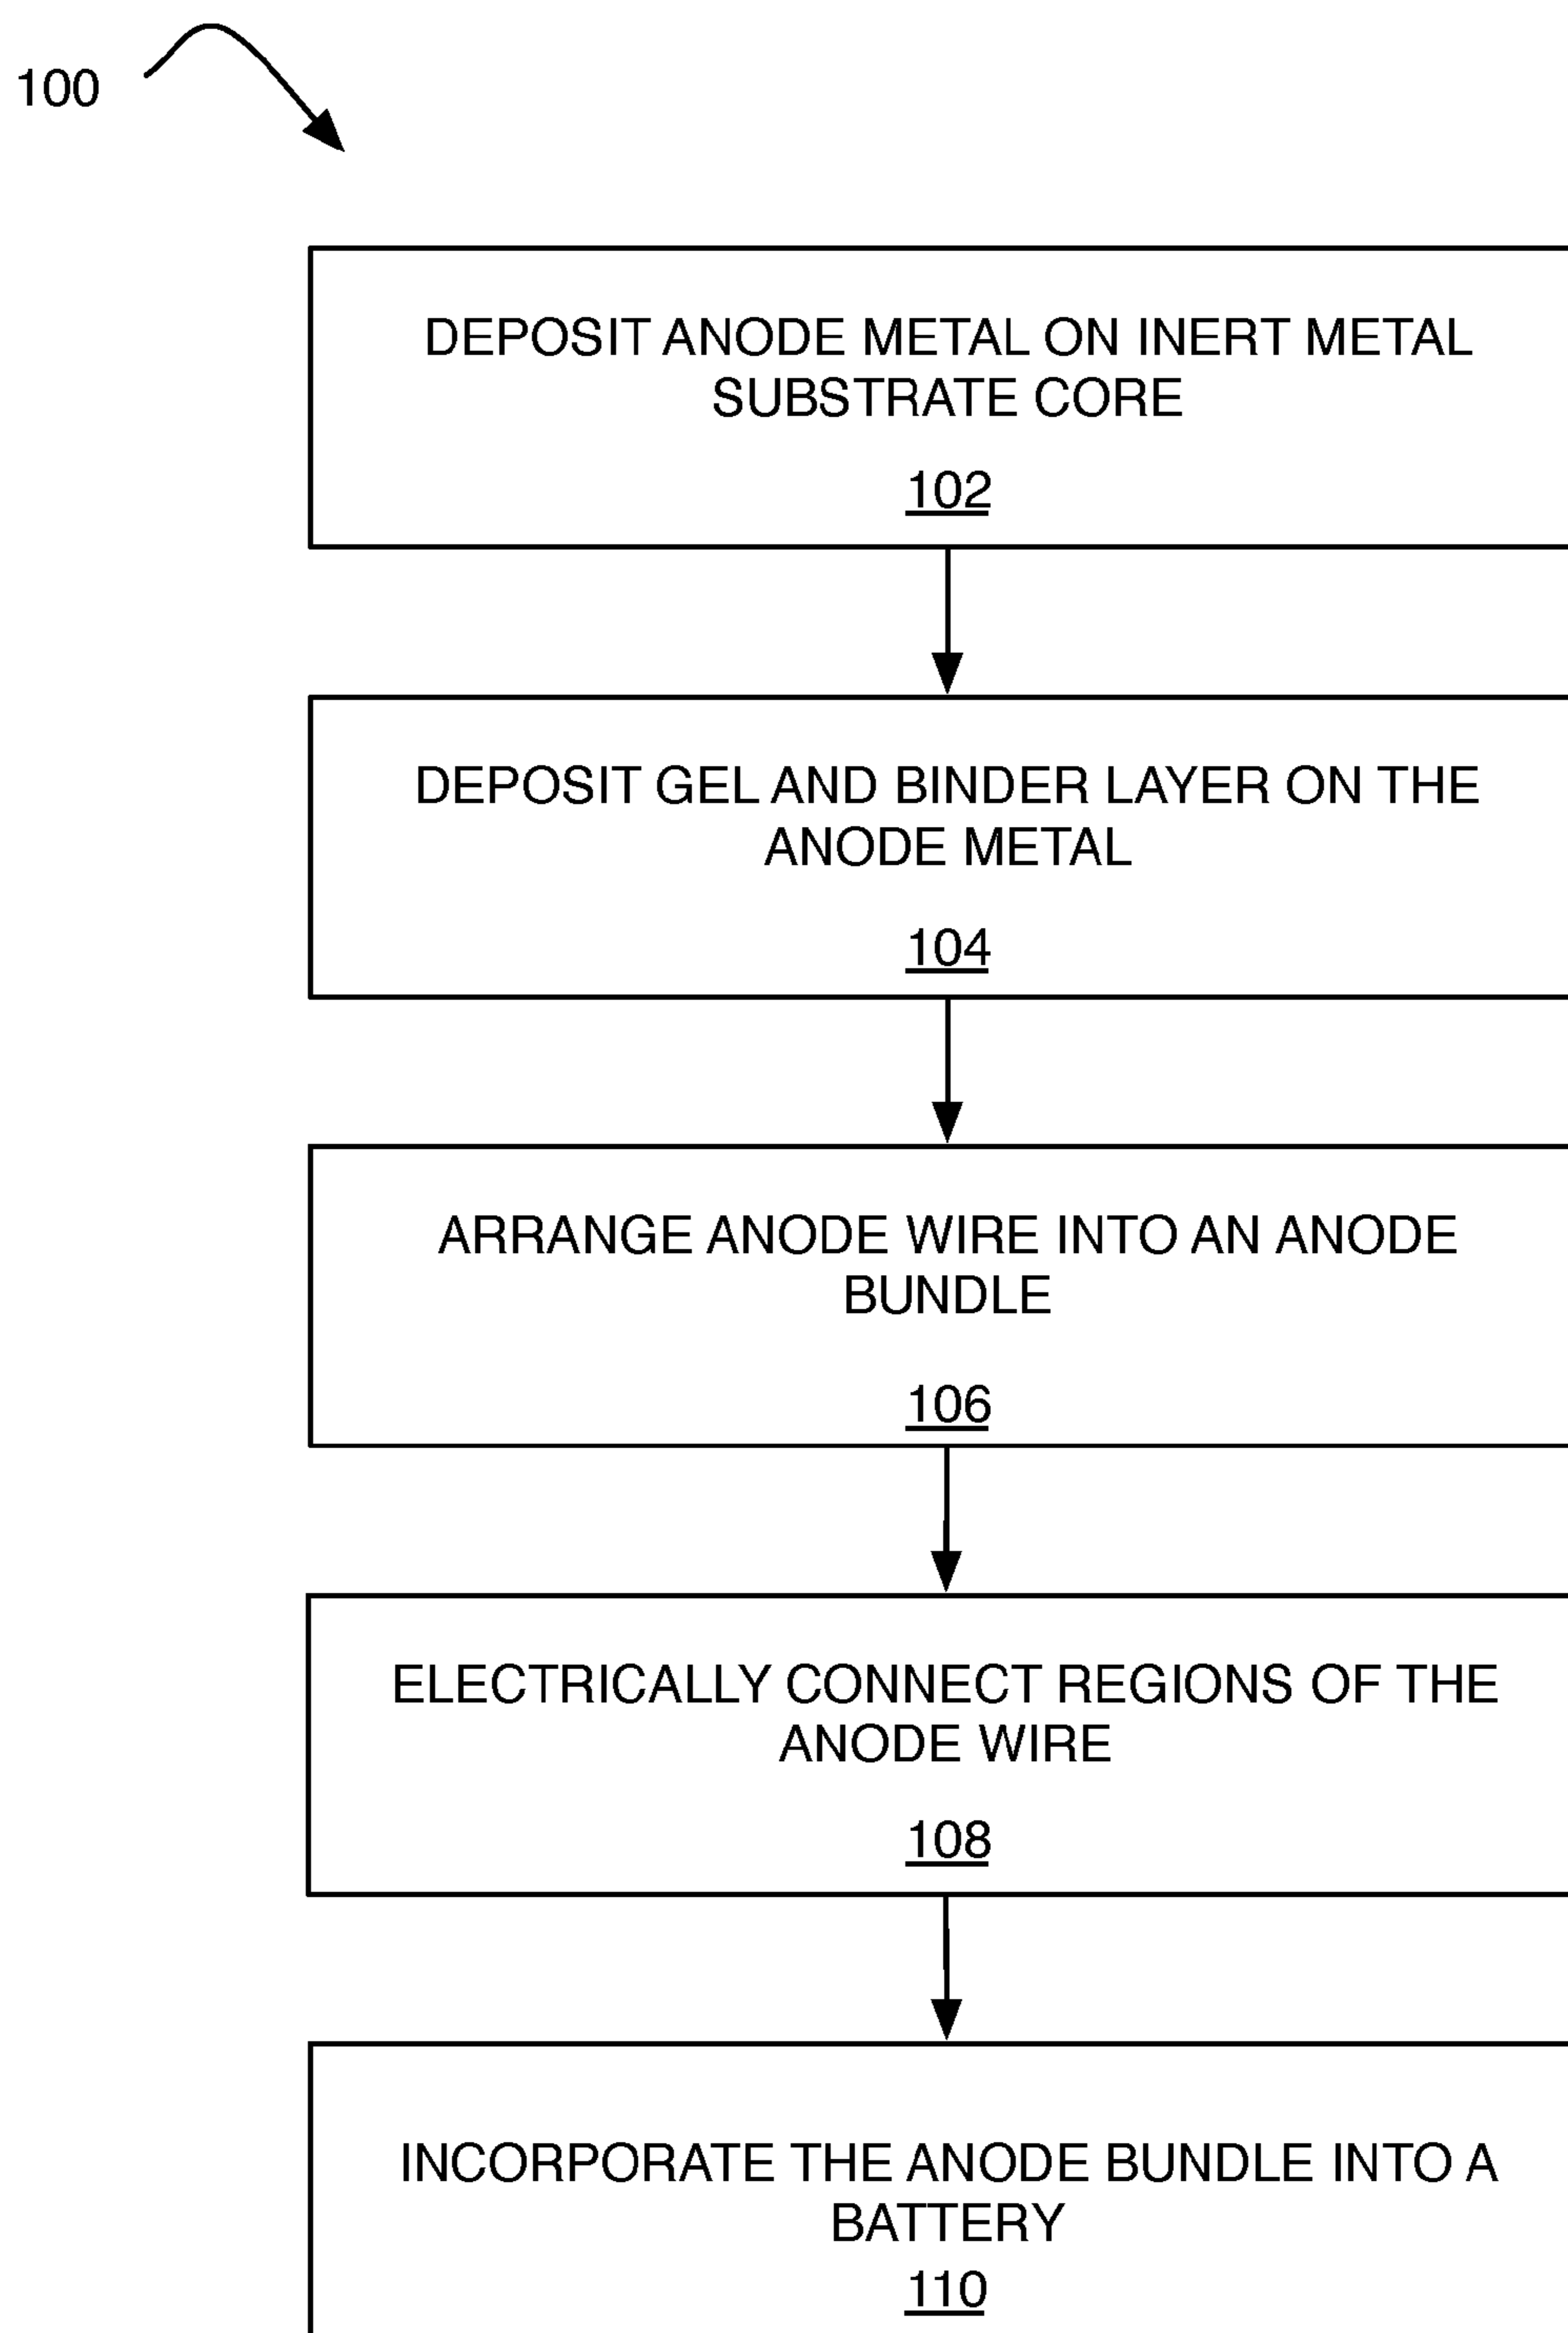 100
DEPOSIT ANODE METAL ON INERT METAL
SUBSTRATE CORE
102
DEPOSIT GEL AND BINDER LAYER ON THE
ANODE METAL
104
ARRANGE ANODE WIRE INTO AN ANODE
BUNDLE
106
ELECTRICALLY CONNECT REGIONS OF THE
ANODE WIRE
108
INCORPORATE THE ANODE BUNDLE INTO A
BATTERY
110